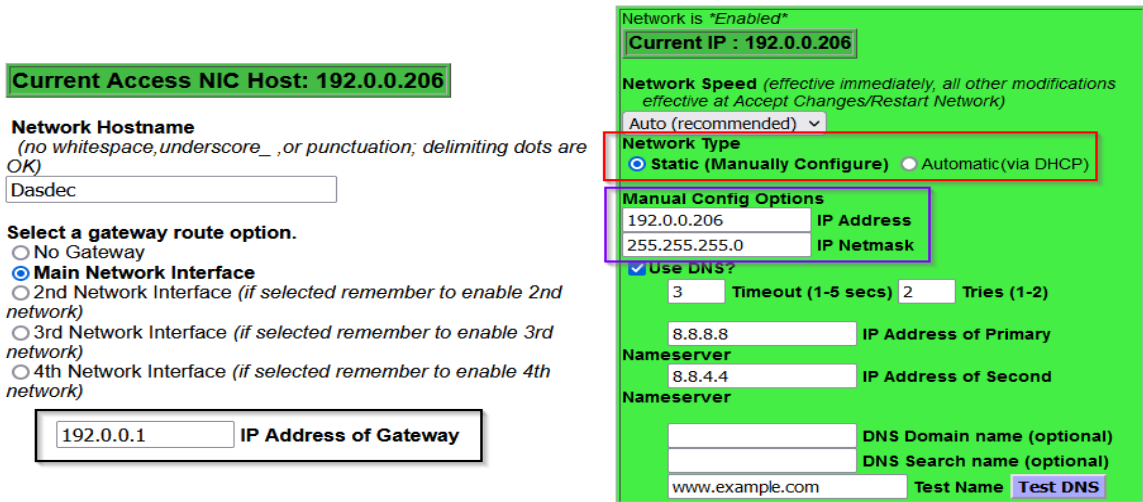 Current Access NIC Host: 192.0.0.206
Network Hostname
(no whitespace,underscore_ ,or punctuation; delimiting dots are
OK)
Dasdec
Select a gateway route option.
No Gateway
Main Network Interface
2nd Network Interface (if selected remember to enable 2nd
network)
3rd Network Interface (if selected remember to enable 3rd
network)
4th Network Interface (if selected remember to enable 4th
network)
192.0.0.1 IP Address of Gateway
Network is *Enabled*
Current IP : 192.0.0.206
Network Speed (effective immediately, all other modifications
effective at Accept Changes/Restart Network)
Auto (recommended)
Network Type
Static (Manually Configure) Automatic(via DHCP)
Manual Config Options
192.0.0.206 IP Address
255.255.255.0 IP Netmask
Use DNS?
3 Timeout (1-5 secs) 2 Tries (1-2)
8.8.8.8 IP Address of Primary
Nameserver
8.8.4.4 IP Address of Second
Nameserver
DNS Domain name (optional)
DNS Search name (optional)
www.example.com Test Name Test DNS